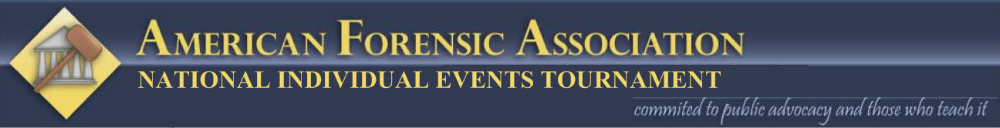 AMERICAN FORENSIC ASSOCIATION
NATIONAL INDIVIDUAL EVENTS TOURNAMENT
commited to public advocacy and those who teach it